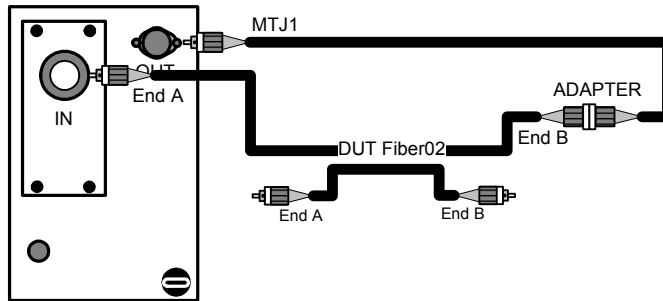 MTJ1
OUT
End A
IN
ADAPTER
End B
DUT Fiber02
End A
End B